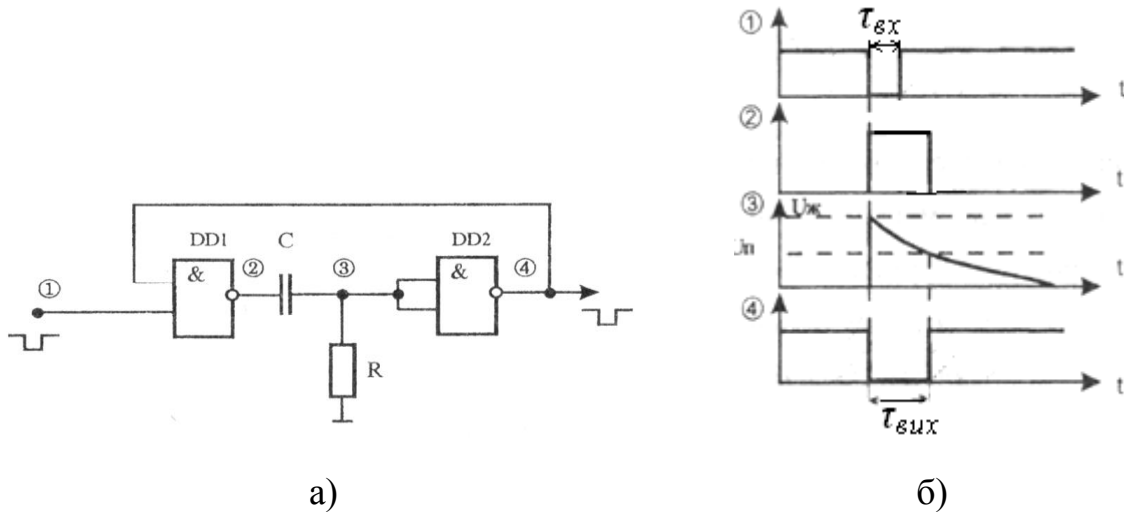 DD1
C
DD2
&
②
③
&
④
①
R
а)
①
τвх
t
②
t
③
Uж
Uп
t
④
t
τвих
б)